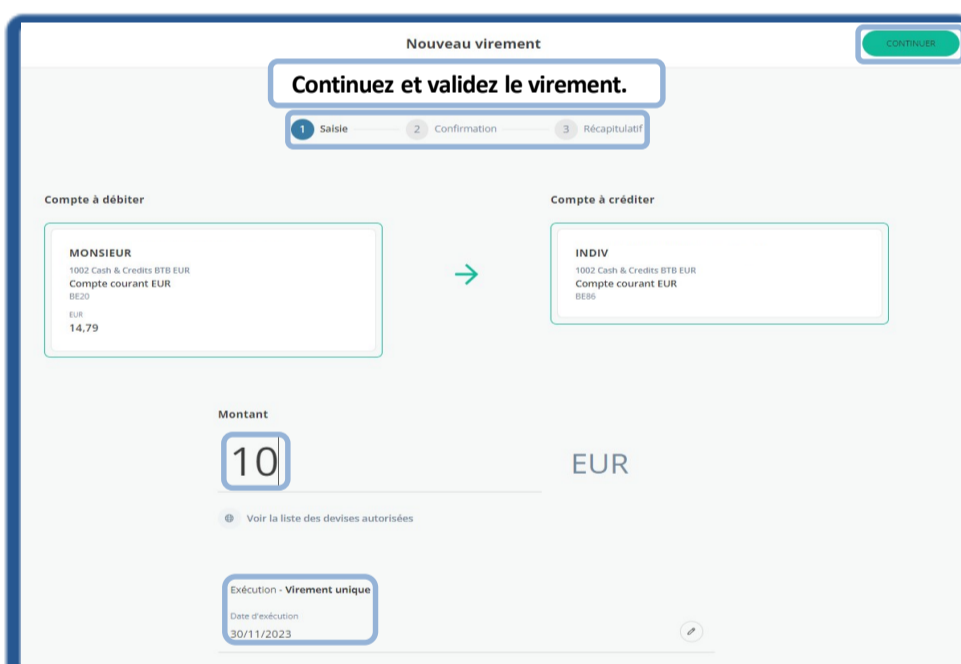 Nouveau virement
CONTINUER
Continuez et validez le virement.
1 Saisie 2 Confirmation 3 Récapitulatif
Compte à débiter
Compte à créditer
MONSIEUR
1002 Cash & Credits BTB EUR
Compte courant EUR
BE20
EUR
14,79
INDIV
1002 Cash & Credits BTB EUR
Compte courant EUR
BE86
Montant
10
EUR
Voir la liste des devises autorisées
Exécution - Virement unique
Date d'exécution
30/11/2023